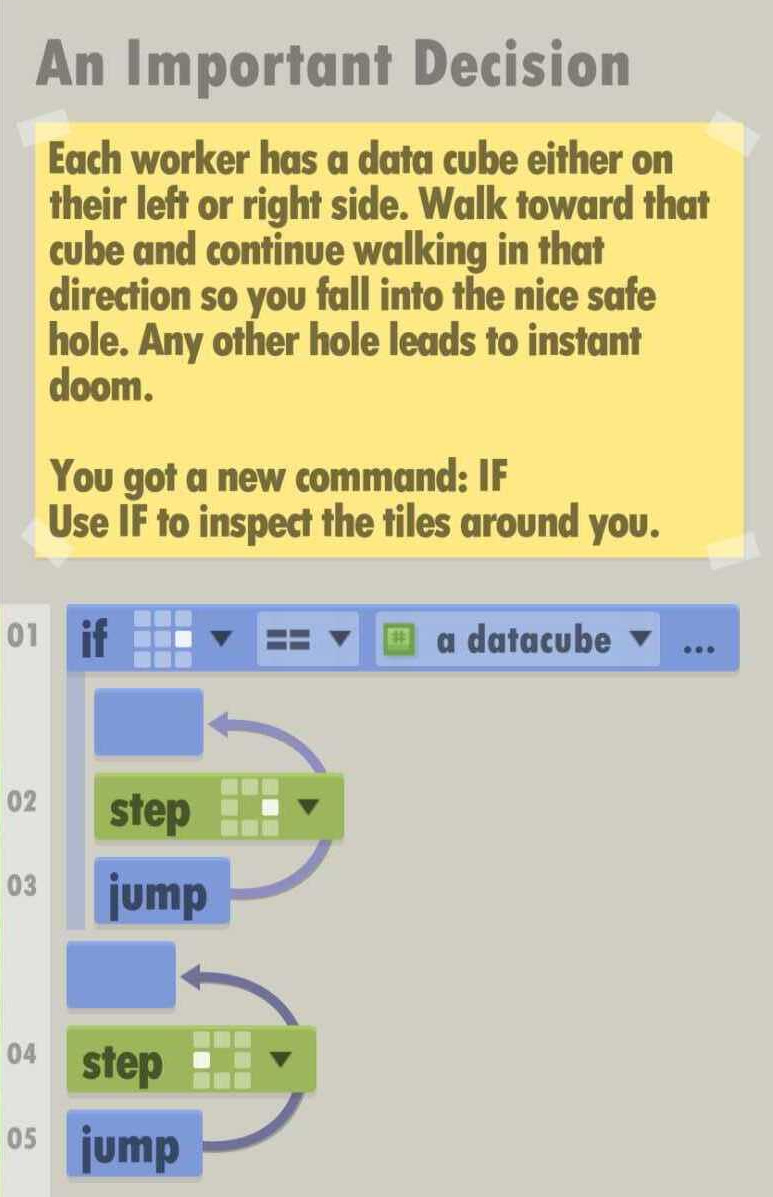 An Important Decision
Each worker has a data cube either on
their left or right side. Walk toward that
cube and continue walking in that
direction so you fall into the nice safe
hole. Any other hole leads to instant
doom.
You got a new command: IF
Use IF to inspect the tiles around you.
01 if == # a datacube ...
02 step
03 jump
04 step
05 jump